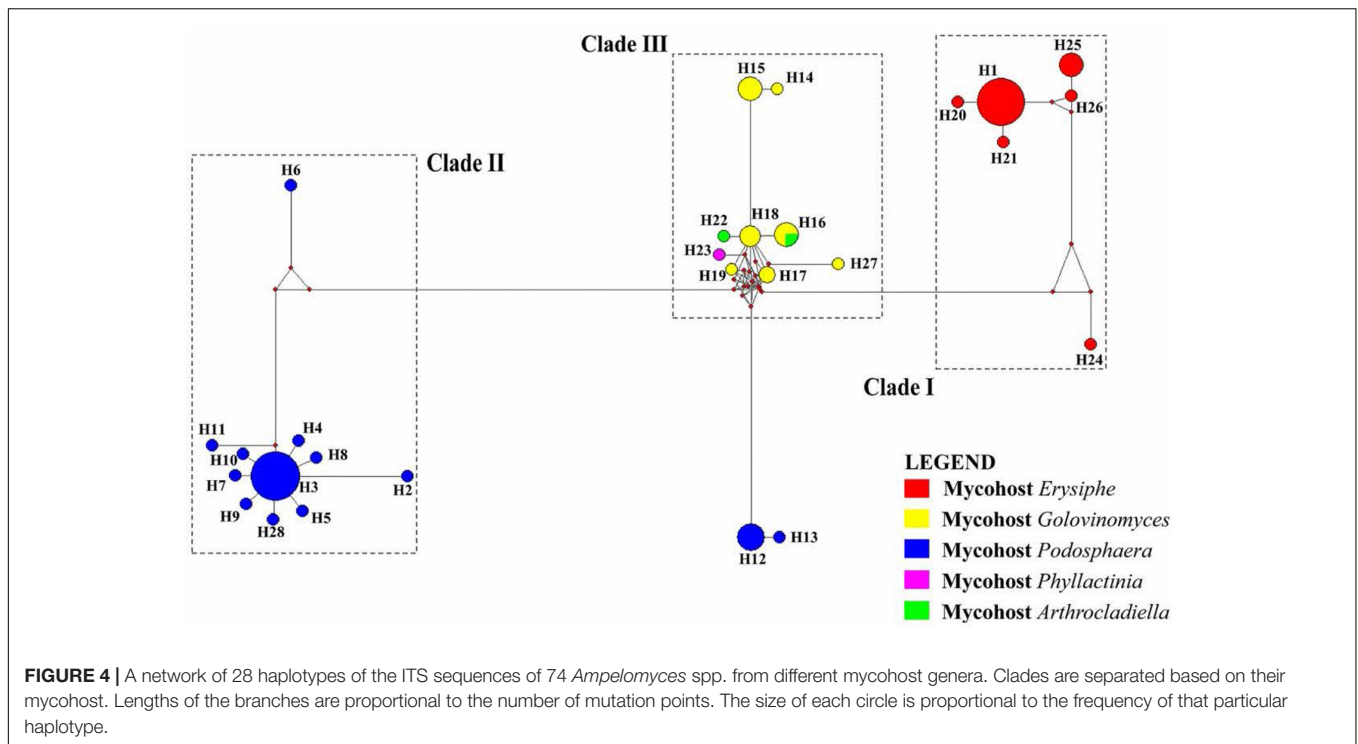 Clade III
H15
H14
H18
H16
H22
H23
H19
H17
H27
Clade I
H25
H1
H26
H20
H21
H24
Clade II
H6
H11
H4
H10
H8
H7
H3
H2
H9
H5
H28
H13
H12
LEGEND
Mycohost Erysiphe
Mycohost Golovinomyces
Mycohost Podosphaera
Mycohost Phyllactinia
Mycohost Arthrocladiella
FIGURE 4 | A network of 28 haplotypes of the ITS sequences of 74 Ampelomyces spp. from different mycohost genera. Clades are separated based on their
mycohost. Lengths of the branches are proportional to the number of mutation points. The size of each circle is proportional to the frequency of that particular
haplotype.